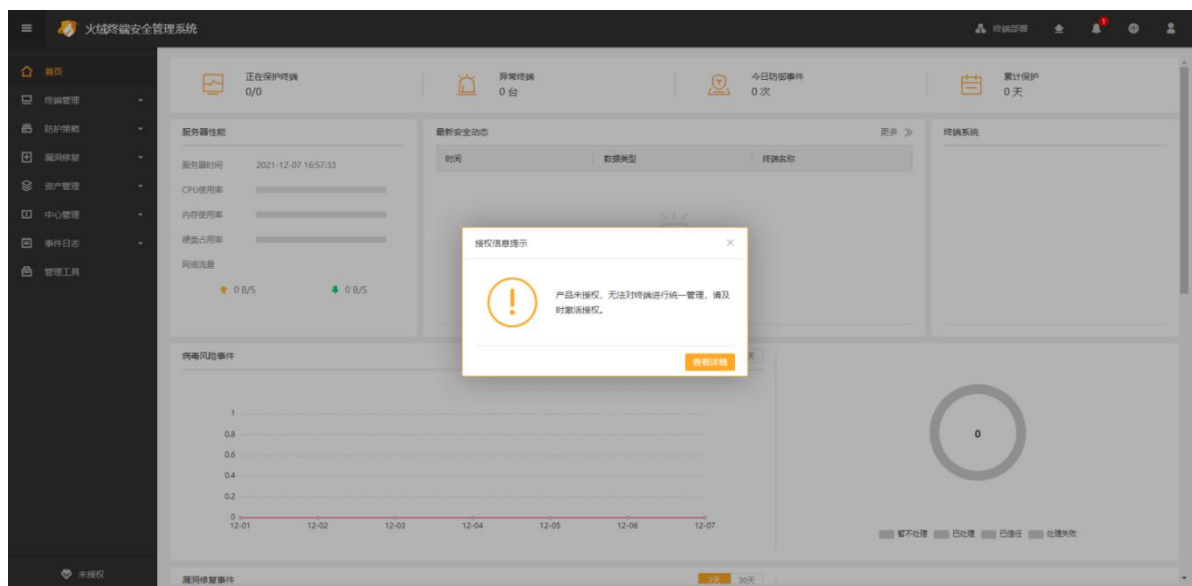 火绒终端安全管理系统
终端部署
1
首页
终端管理
防护策略
漏洞修复
资产管理
中心管理
事件日志
管理工具
未授权
正在保护终端
0/0
异常终端
0 台
今日防御事件
0 次
累计保护
0 天
服务器性能
服务器时间 2021-12-07 16:57:33
CPU使用率
内存使用率
硬盘占用率
网络流量
0 B/S 0 B/S
最新安全动态 更多
时间 数据类型 终端名称
终端系统
授权信息提示
产品未授权，无法对终端进行统一管理，请及
时激活授权。
查看详情
病毒风险事件
天
1
0.8
0.6
0.4
0.2
0
12-01 12-02 12-03 12-04 12-05 12-06 12-07
0
暂不处理 已处理 已信任 处理失败
漏洞修复事件
7天 30天